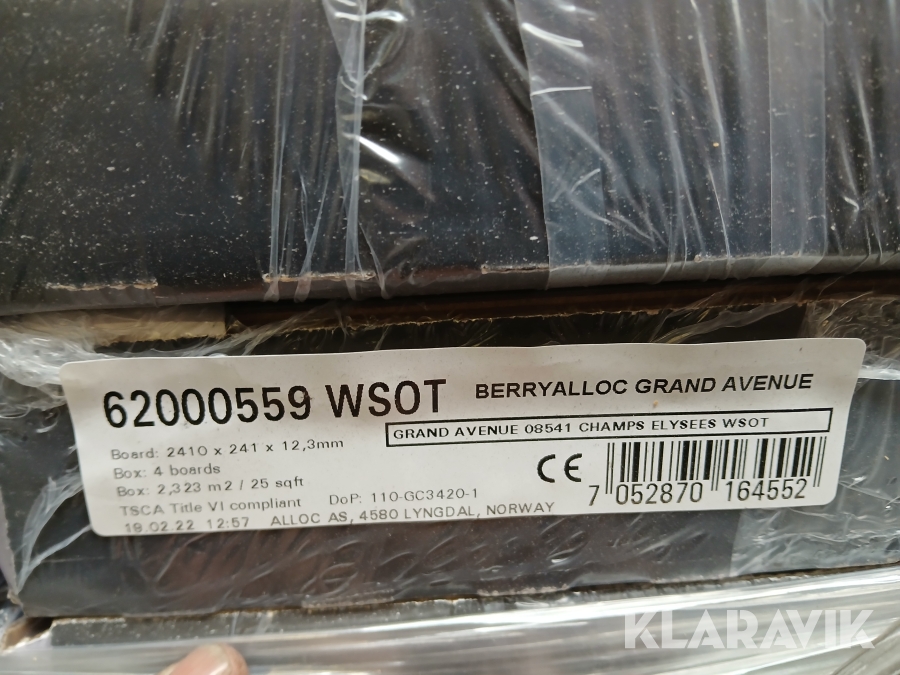 62000559 WSOT BERRYALLOC GRAND AVENUE
GRAND AVENUE 08541 CHAMPS ELYSEES WSOT
Board: 2410 x 241 x 12,3mm
Box: 4 boards
Box: 2,323 m2 / 25 sqft
TSCA Title VI compliant DoP: 110-GC3420-1
19.02.22 12:57 ALLOC AS, 4580 LYNGDAL, NORWAY
CE
7 052870 164552
KLARAVIK